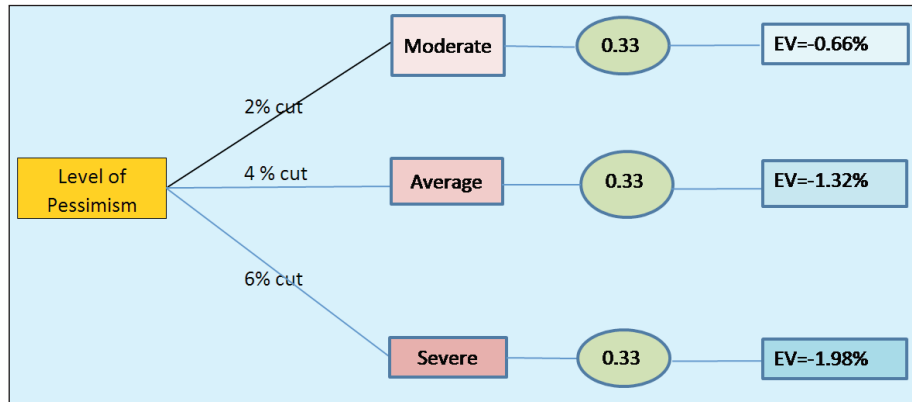 Moderate
0.33
EV=-0.66%
2% cut
Level of
Pessimism
4 % cut
Average
0.33
EV=-1.32%
6% cut
Severe
0.33
EV=-1.98%